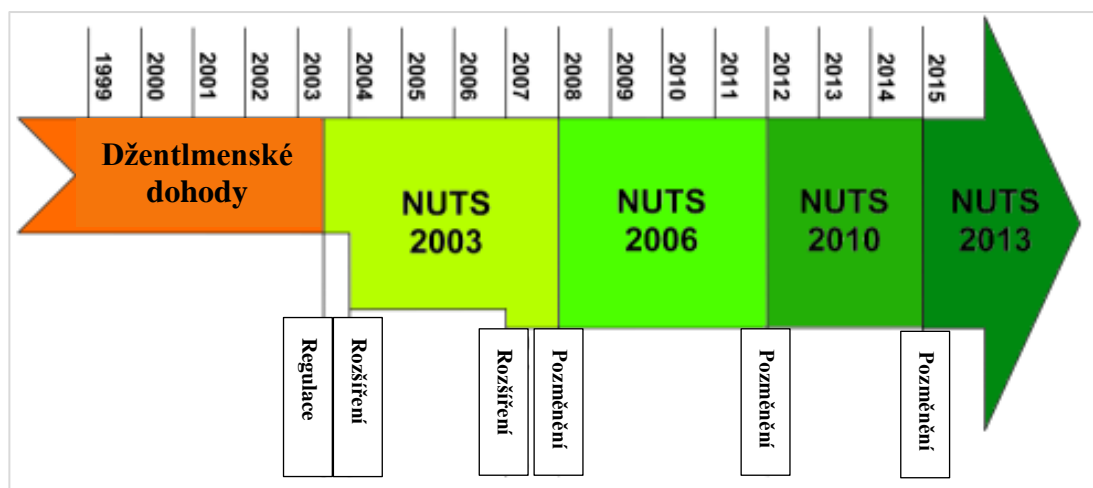 1999
2000
2001
2002
2003
2004
2005
2006
2007
2008
2009
2010
2011
2012
2013
2014
2015
Džentlmenské
dohody
NUTS
2003
NUTS
2006
NUTS
2010
NUTS
2013
Regulace
Rozšíření
Rozšíření
Pozměnění
Pozměnění
Pozměnění